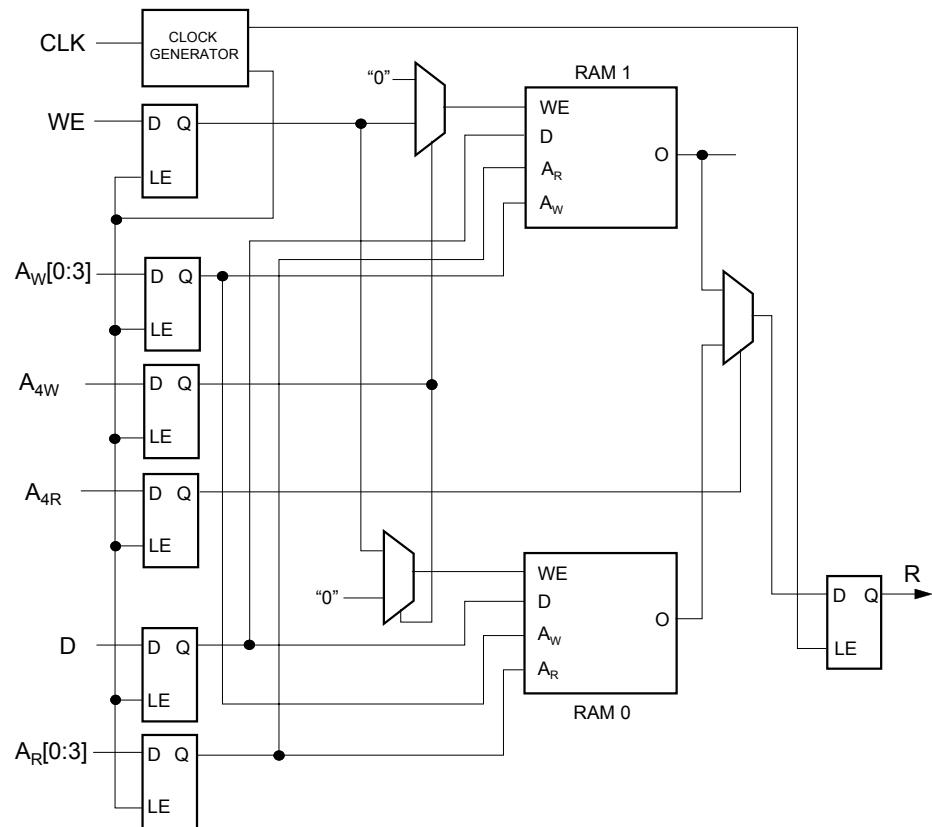 CLK
CLOCK
GENERATOR
WE
D Q
LE
"0"
RAM 1
WE
D
A_R
A_W
O
A_W[0:3]
D Q
LE
A_4W
D Q
LE
A_4R
D Q
LE
"0"
WE
D
A_W
A_R
O
RAM 0
D
D Q
LE
A_R[0:3]
D Q
LE
D Q
LE
R